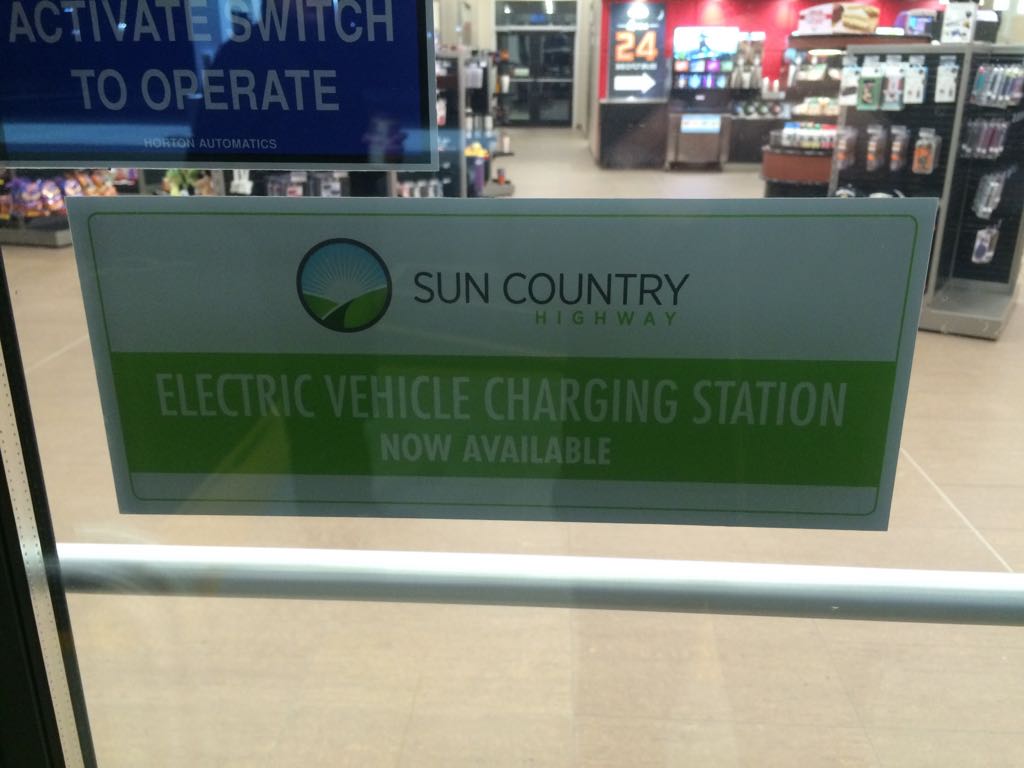 ACTIVATE SWITCH
TO OPERATE
HORTON AUTOMATICS
24
SUN COUNTRY
HIGHWAY
ELECTRIC VEHICLE CHARGING STATION
NOW AVAILABLE